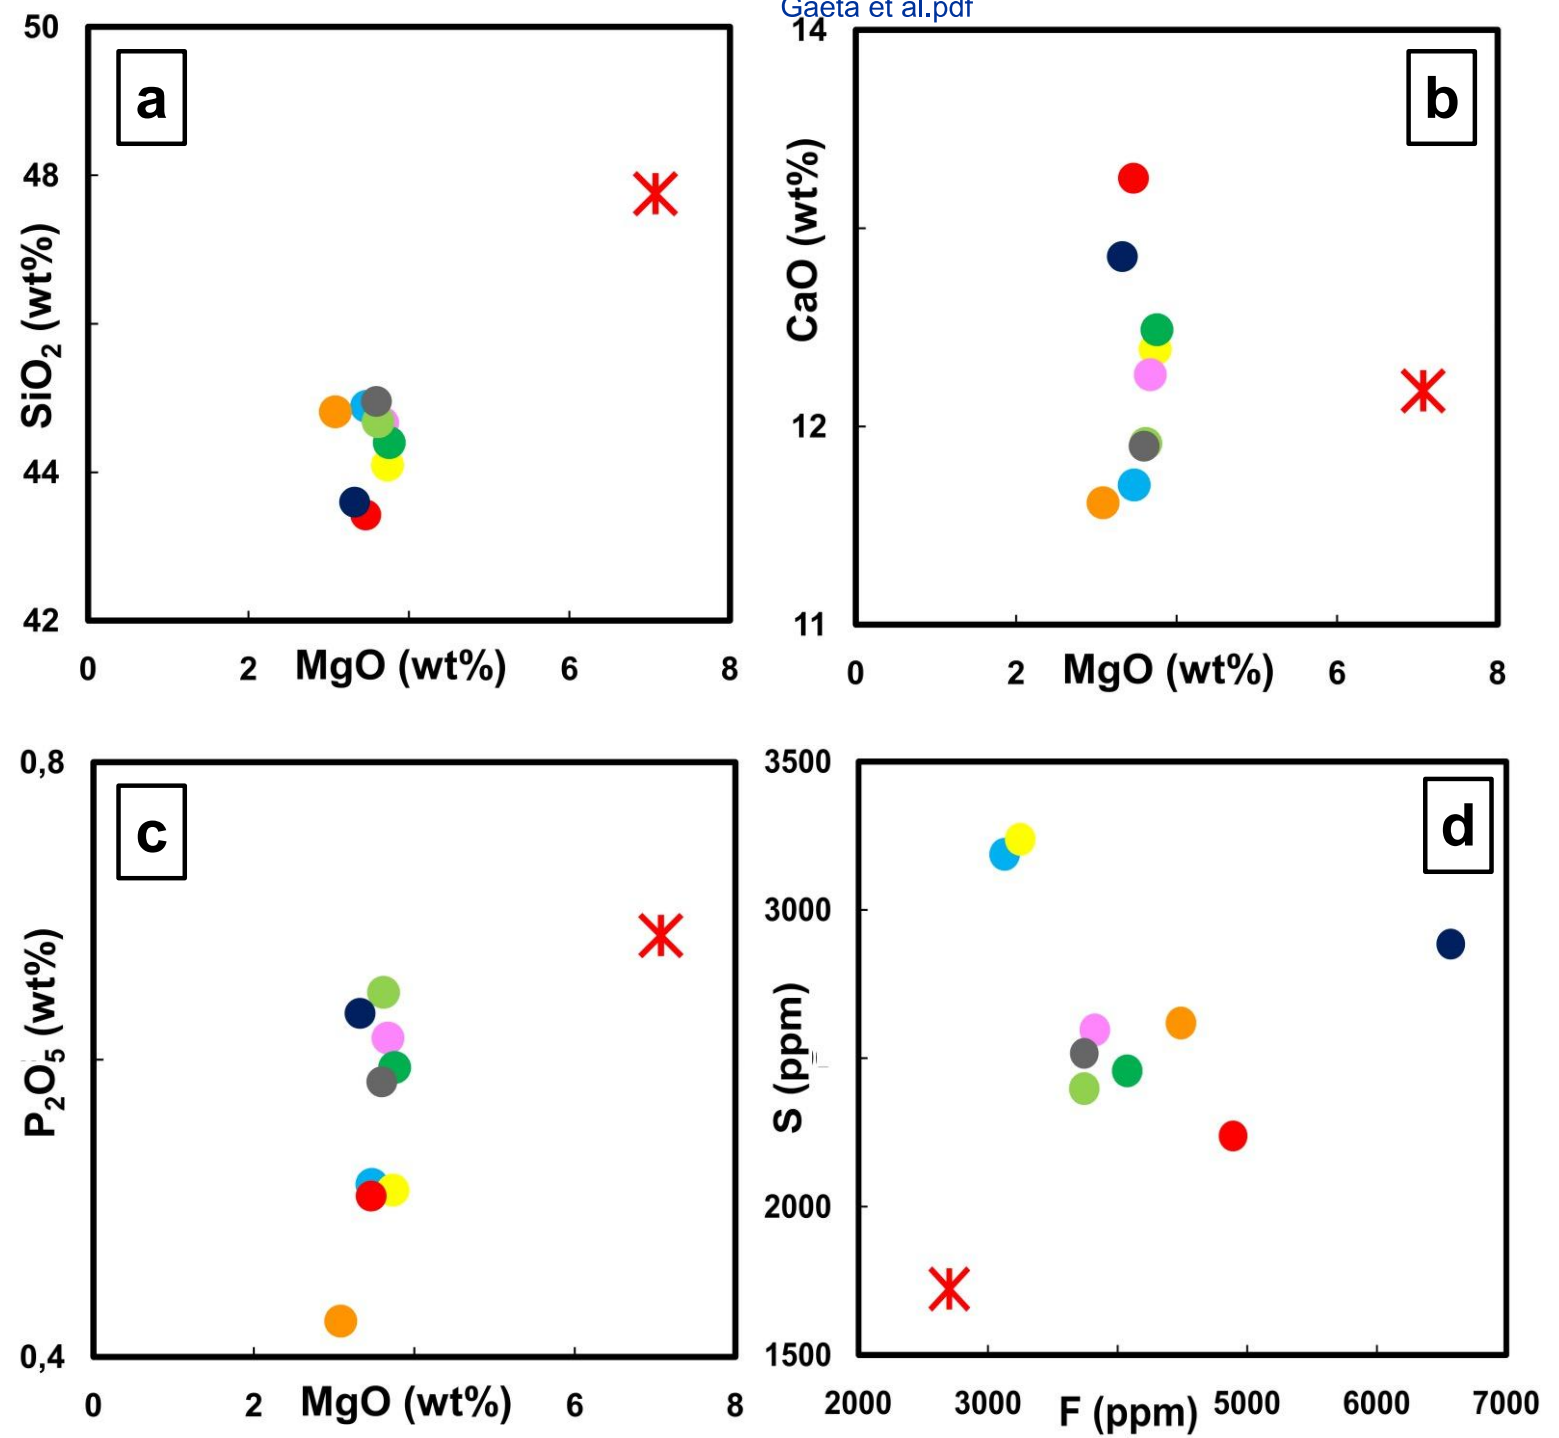 Gaeta et al.pdf
a
50
48
44
42
SiO2 (wt%)
0 2 MgO (wt%) 6 8
b
14
12
11
CaO (wt%)
0 2 MgO (wt%) 6 8
c
0,8
0,4
P2O5 (wt%)
0 2 MgO (wt%) 6 8
d
3500
3000
2000
1500
S (ppm)
2000 3000 F (ppm) 5000 6000 7000